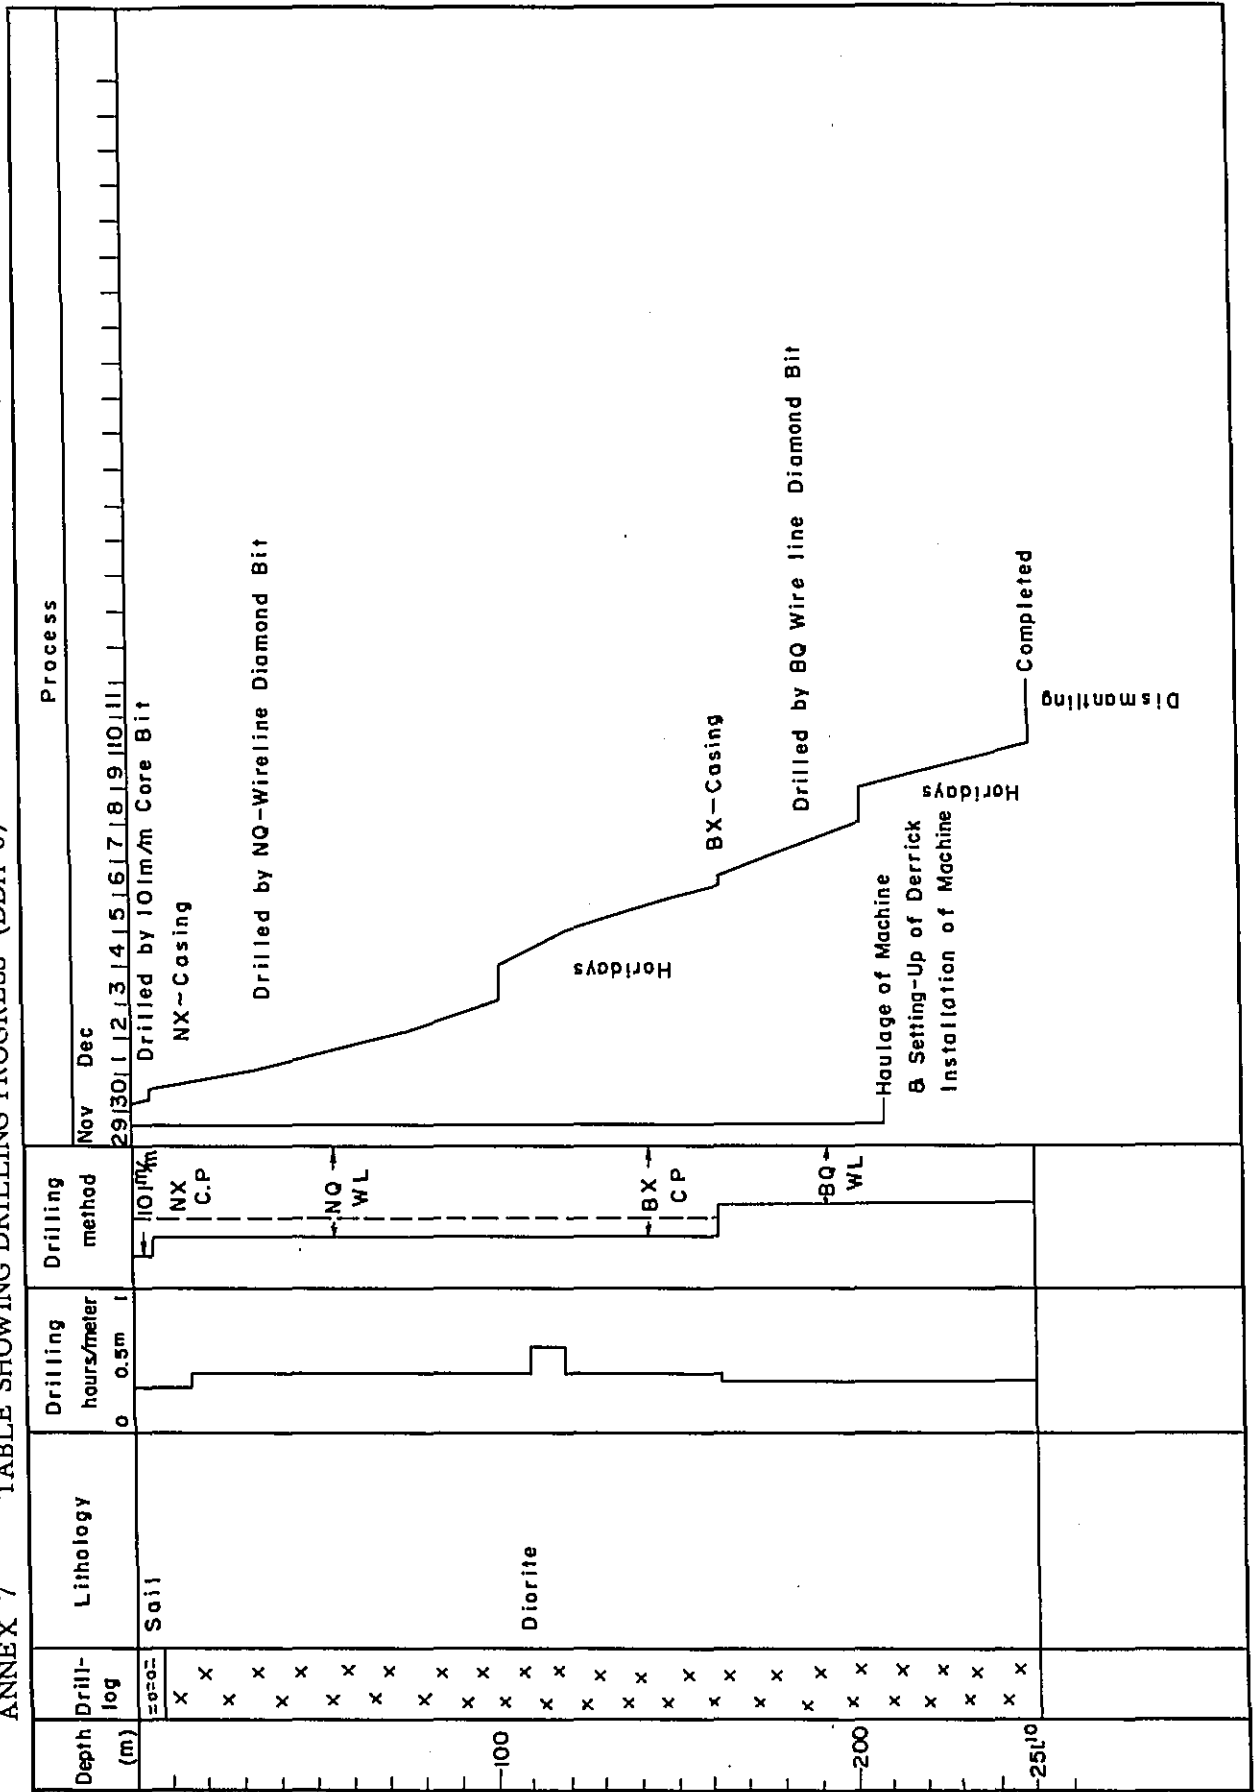 ANNEX 7 TABLE SHOWING DRILLING PROGRESS
Depth
(m)
Drill-
log
Lithology
Drilling
hours/meter
0 0.5m 1
Drilling
method
Process
Nov Dec
29 30 1 2 3 4 5 6 7 8 9 10 11
Soil
Diorite
101m/m
NX
C.P
NQ
WL
BX
CP
BQ
WL
Drilled by 101m/m Core Bit
NX-Casing
Drilled by NQ-Wireline Diamond Bit
Horidays
BX-Casing
Drilled by BQ Wire line Diamond Bit
Horidays
Haulage of Machine
& Setting-Up of Derrick
Installation of Machine
Completed
Dismantling
100
200
251.10